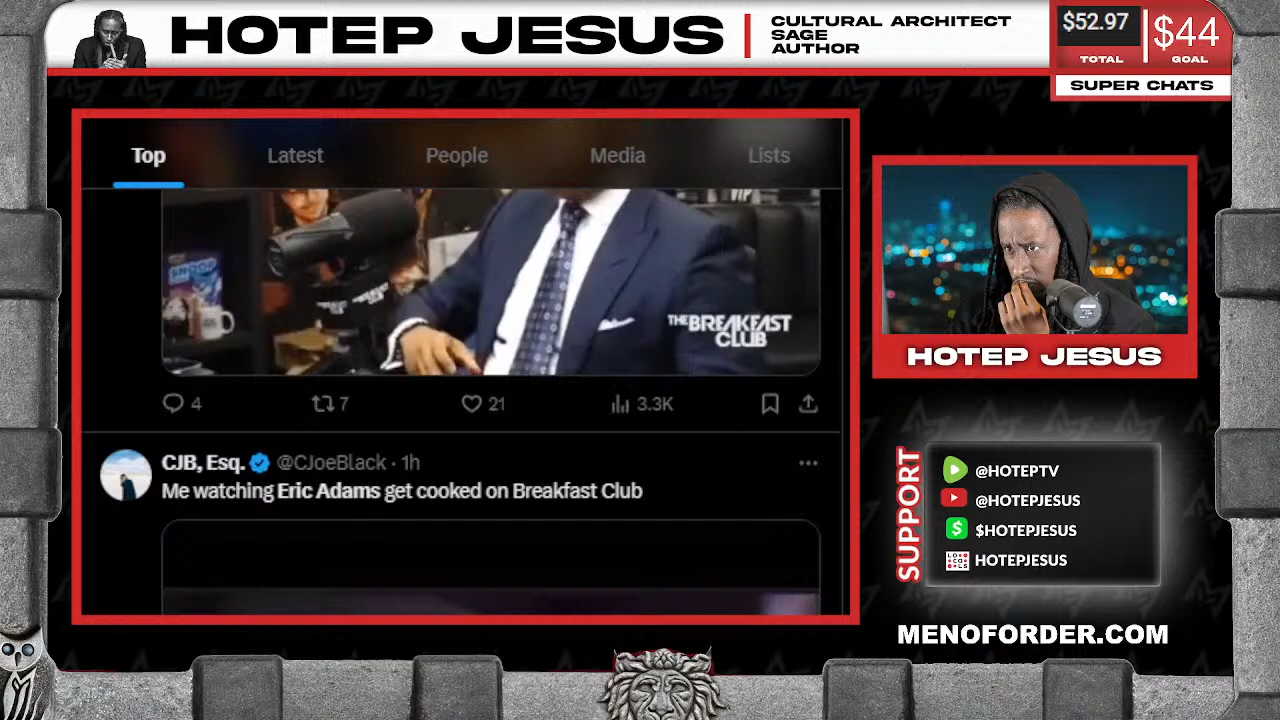 HOTEP JESUS
CULTURAL ARCHITECT
SAGE
AUTHOR
$52.97
TOTAL
$44
GOAL
SUPER CHATS
Top
Latest
People
Media
Lists
VIP
SNOOP
THE BREAKFAST
CLUB
4
7
21
3.3K
CJB, Esq. @CJoeBlack · 1h
Me watching Eric Adams get cooked on Breakfast Club
HOTEP JESUS
SUPPORT
@HOTEPTV
@HOTEPJESUS
$HOTEPJESUS
HOTEPJESUS
MENOFORDER.COM